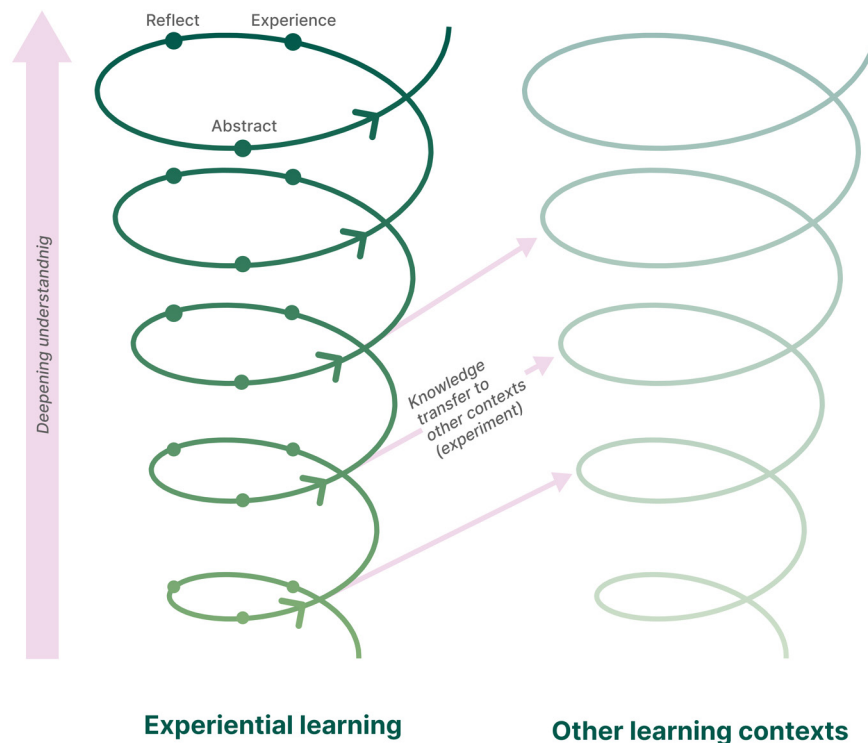 Reflect
Experience
Abstract
Deepening understandnig
Knowledge
transfer to
other contexts
(experiment)
Experiential learning
Other learning contexts